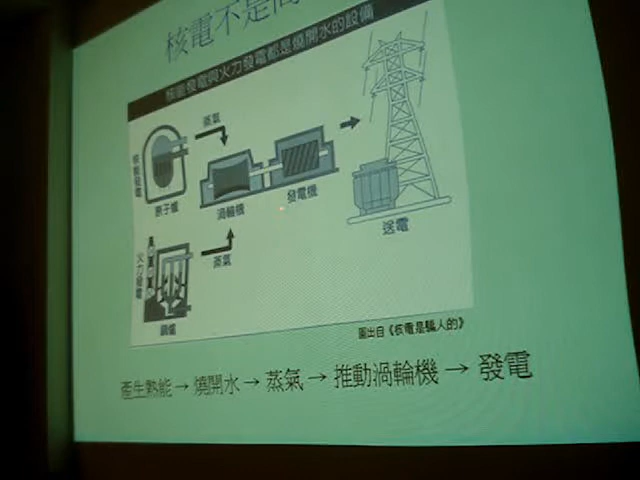 核電不是
核能發電與火力發電都是燒開水的設備
蒸氣
核能發電
原子爐
渦輪機
發電機
送電
火力發電
蒸氣
鍋爐
圖出自《核電是騙人的》
產生熱能→燒開水→蒸氣→推動渦輪機→發電